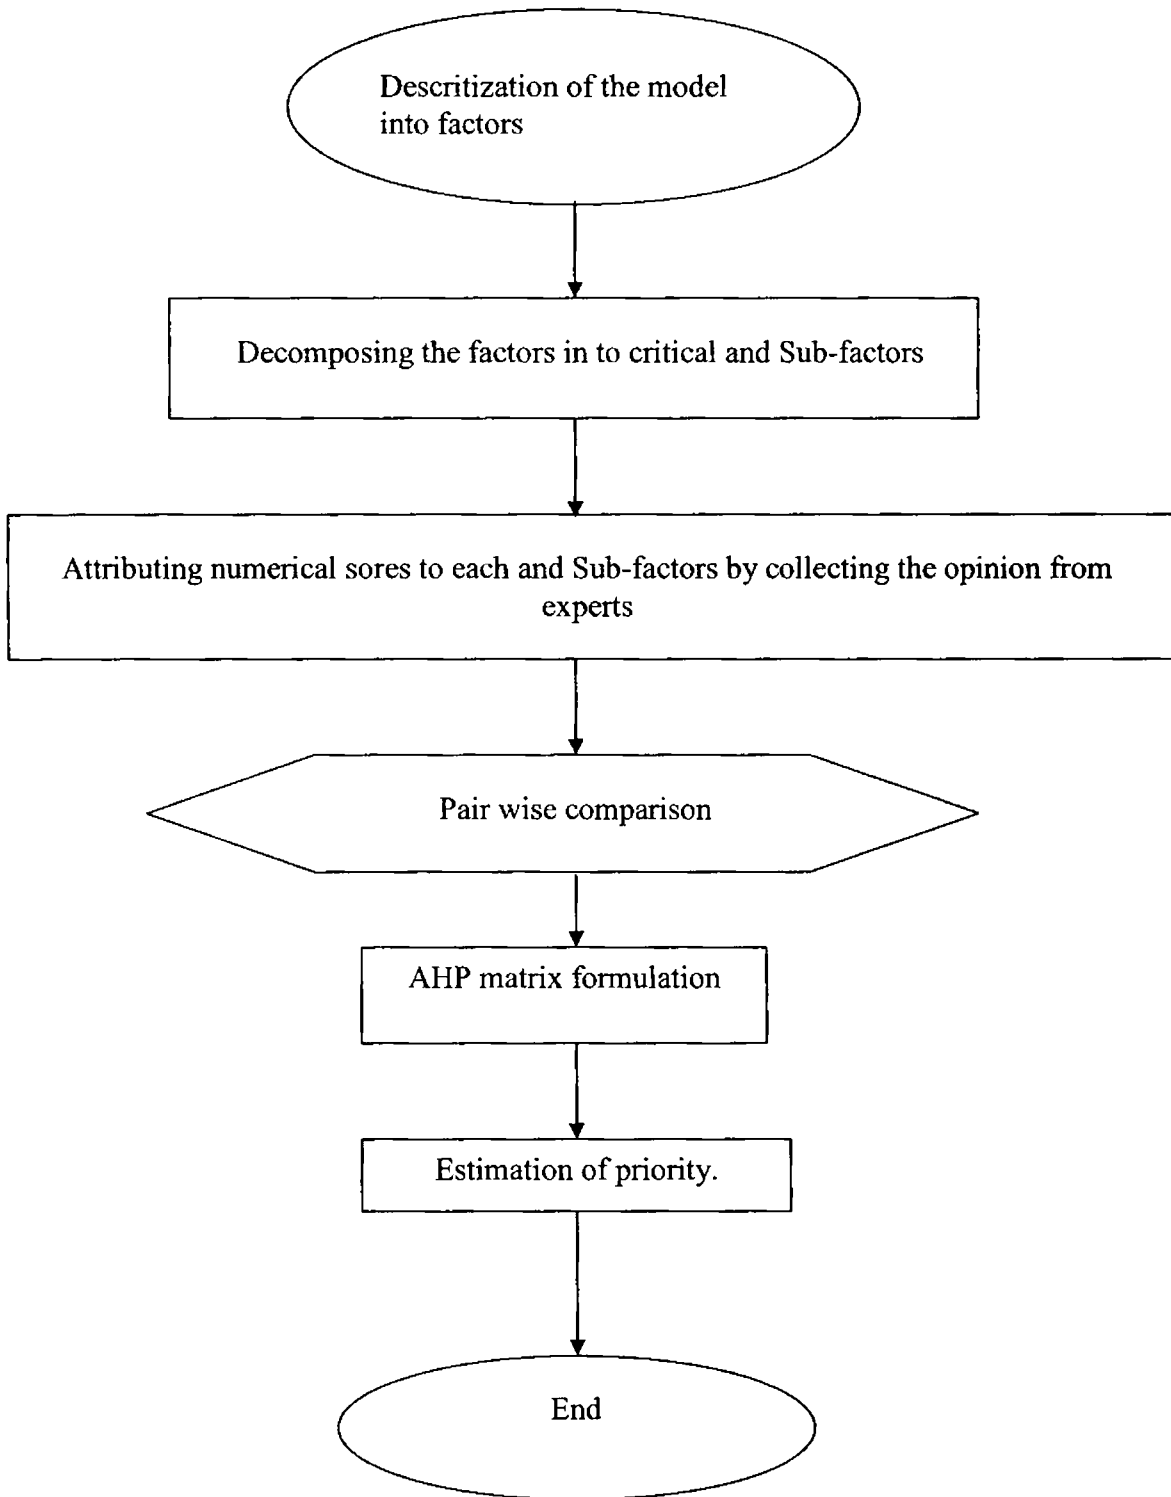 Descritization of the model
into factors
Decomposing the factors in to critical and Sub-factors
Attributing numerical sores to each and Sub-factors by collecting the opinion from
experts
Pair wise comparison
AHP matrix formulation
Estimation of priority.
End